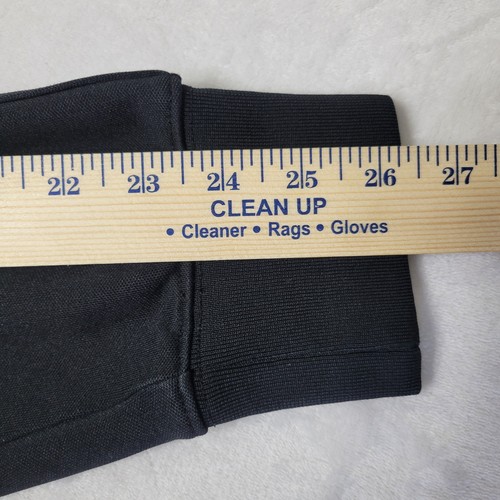 22 23 24 25 26 27
CLEAN UP
• Cleaner • Rags • Gloves